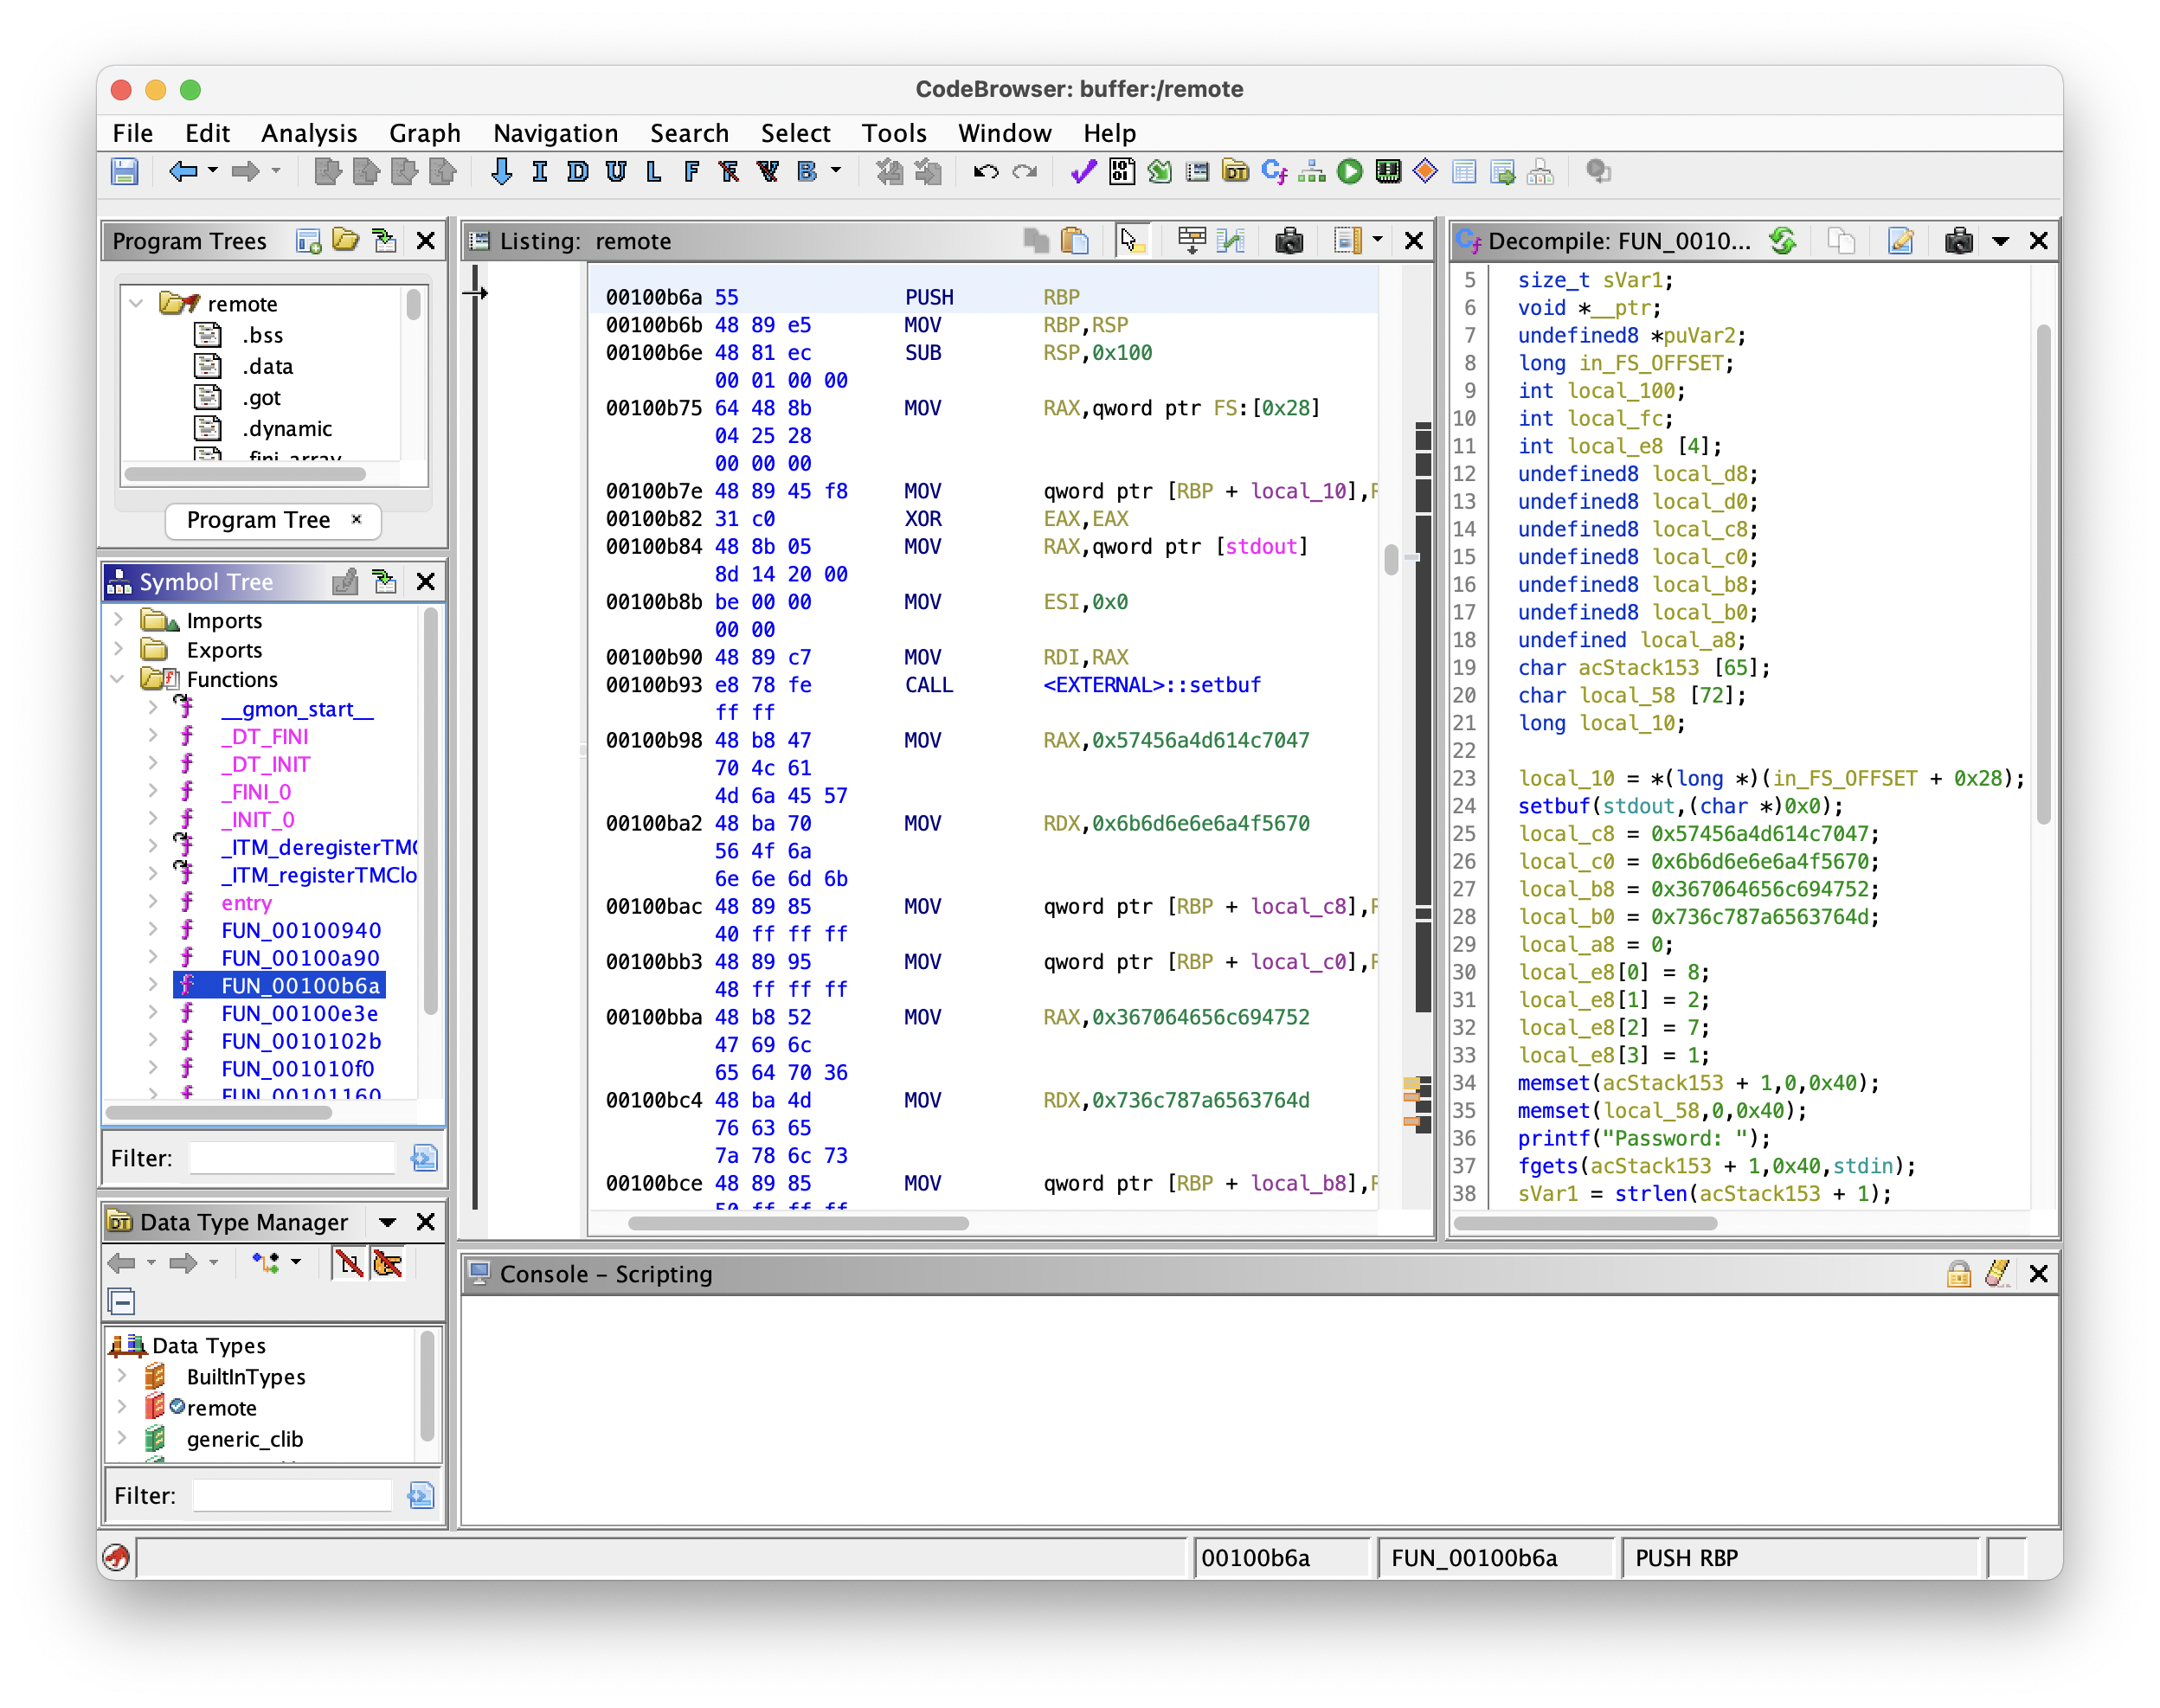 CodeBrowser: buffer:/remote
File Edit Analysis Graph Navigation Search Select Tools Window Help
I D U L F F V B
Program Trees
remote
.bss
.data
.got
.dynamic
.fini_array
Program Tree ×
Symbol Tree
Imports
Exports
Functions
__gmon_start__
_DT_FINI
_DT_INIT
_FINI_0
_INIT_0
_ITM_deregisterTMC
_ITM_registerTMClo
entry
FUN_00100940
FUN_00100a90
FUN_00100b6a
FUN_00100e3e
FUN_0010102b
FUN_001010f0
FUN_00101160
Filter:
Data Type Manager
Data Types
BuiltInTypes
remote
generic_clib
Filter:
Listing: remote
00100b6a 55 PUSH RBP
00100b6b 48 89 e5 MOV RBP,RSP
00100b6e 48 81 ec SUB RSP,0x100
00 01 00 00
00100b75 64 48 8b MOV RAX,qword ptr FS:[0x28]
04 25 28
00 00 00
00100b7e 48 89 45 f8 MOV qword ptr [RBP + local_10],R
00100b82 31 c0 XOR EAX,EAX
00100b84 48 8b 05 MOV RAX,qword ptr [stdout]
8d 14 20 00
00100b8b be 00 00 MOV ESI,0x0
00 00
00100b90 48 89 c7 MOV RDI,RAX
00100b93 e8 78 fe CALL <EXTERNAL>::setbuf
ff ff
00100b98 48 b8 47 MOV RAX,0x57456a4d614c7047
70 4c 61
4d 6a 45 57
00100ba2 48 ba 70 MOV RDX,0x6b6d6e6e6a4f5670
56 4f 6a
6e 6e 6d 6b
00100bac 48 89 85 MOV qword ptr [RBP + local_c8],R
40 ff ff ff
00100bb3 48 89 95 MOV qword ptr [RBP + local_c0],R
48 ff ff ff
00100bba 48 b8 52 MOV RAX,0x367064656c694752
47 69 6c
65 64 70 36
00100bc4 48 ba 4d MOV RDX,0x736c787a6563764d
76 63 65
7a 78 6c 73
00100bce 48 89 85 MOV qword ptr [RBP + local_b8],R
50 ff ff ff
Decompile: FUN_0010...
5 size_t sVar1;
6 void *__ptr;
7 undefined8 *puVar2;
8 long in_FS_OFFSET;
9 int local_100;
10 int local_fc;
11 int local_e8 [4];
12 undefined8 local_d8;
13 undefined8 local_d0;
14 undefined8 local_c8;
15 undefined8 local_c0;
16 undefined8 local_b8;
17 undefined8 local_b0;
18 undefined local_a8;
19 char acStack153 [65];
20 char local_58 [72];
21 long local_10;
22
23 local_10 = *(long *)(in_FS_OFFSET + 0x28);
24 setbuf(stdout,(char *)0x0);
25 local_c8 = 0x57456a4d614c7047;
26 local_c0 = 0x6b6d6e6e6a4f5670;
27 local_b8 = 0x367064656c694752;
28 local_b0 = 0x736c787a6563764d;
29 local_a8 = 0;
30 local_e8[0] = 8;
31 local_e8[1] = 2;
32 local_e8[2] = 7;
33 local_e8[3] = 1;
34 memset(acStack153 + 1,0,0x40);
35 memset(local_58,0,0x40);
36 printf("Password: ");
37 fgets(acStack153 + 1,0x40,stdin);
38 sVar1 = strlen(acStack153 + 1);
Console - Scripting
00100b6a FUN_00100b6a PUSH RBP